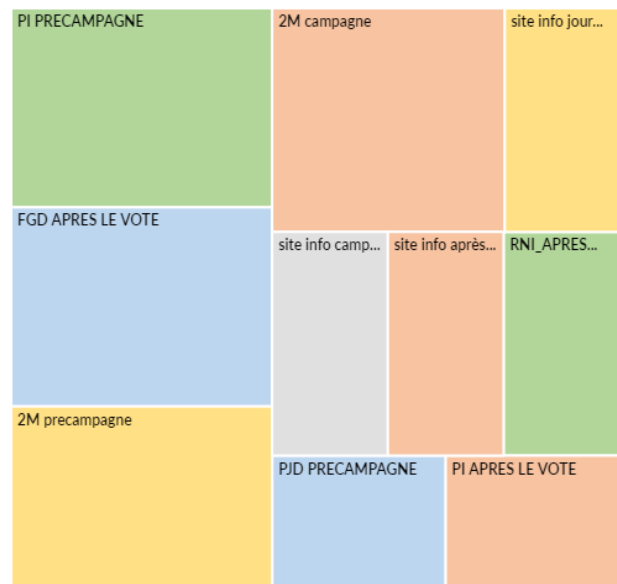 PI PRECAMPAGNE
2M campagne
site info jour...
FGD APRES LE VOTE
site info camp...
site info après...
RNI_APRES...
2M precampagne
PJD PRECAMPAGNE
PI APRES LE VOTE